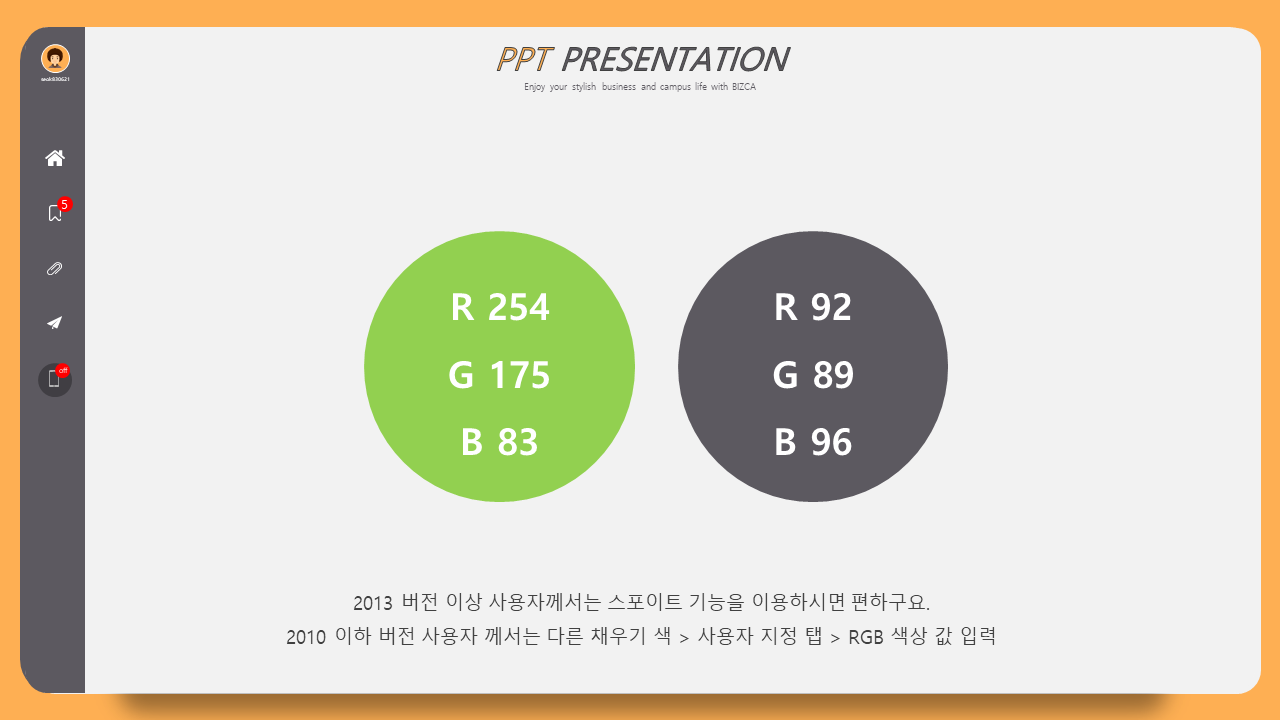 PPT PRESENTATION
Enjoy your stylish business and campus life with BIZCA
seok830621
5
off
R 254
G 175
B 83
R 92
G 89
B 96
2013 버전 이상 사용자께서는 스포이트 기능을 이용하시면 편하구요.
2010 이하 버전 사용자 께서는 다른 채우기 색 > 사용자 지정 탭 > RGB 색상 값 입력